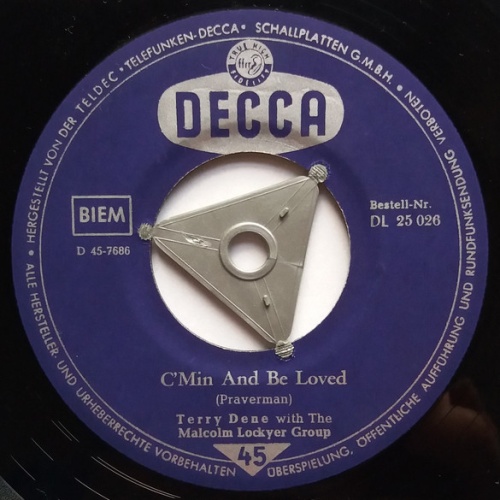 HERGESTELLT VON DER TELDEC • TELEFUNKEN-DECCA • SCHALLPLATTEN G.M.B.H. •
TRUE HIGH
ffrr
FIDELITY
DECCA
BIEM
D 45-7686
Bestell-Nr.
DL 25 026
C'Min And Be Loved
(Praverman)
Terry Dene with The
Malcolm Lockyer Group
45
• ALLE HERSTELLER- UND URHEBERRECHTE VORBEHALTEN
ÜBERSPIELUNG, ÖFFENTLICHE AUFFÜHRUNG UND RUNDFUNKSENDUNG VERBOTEN